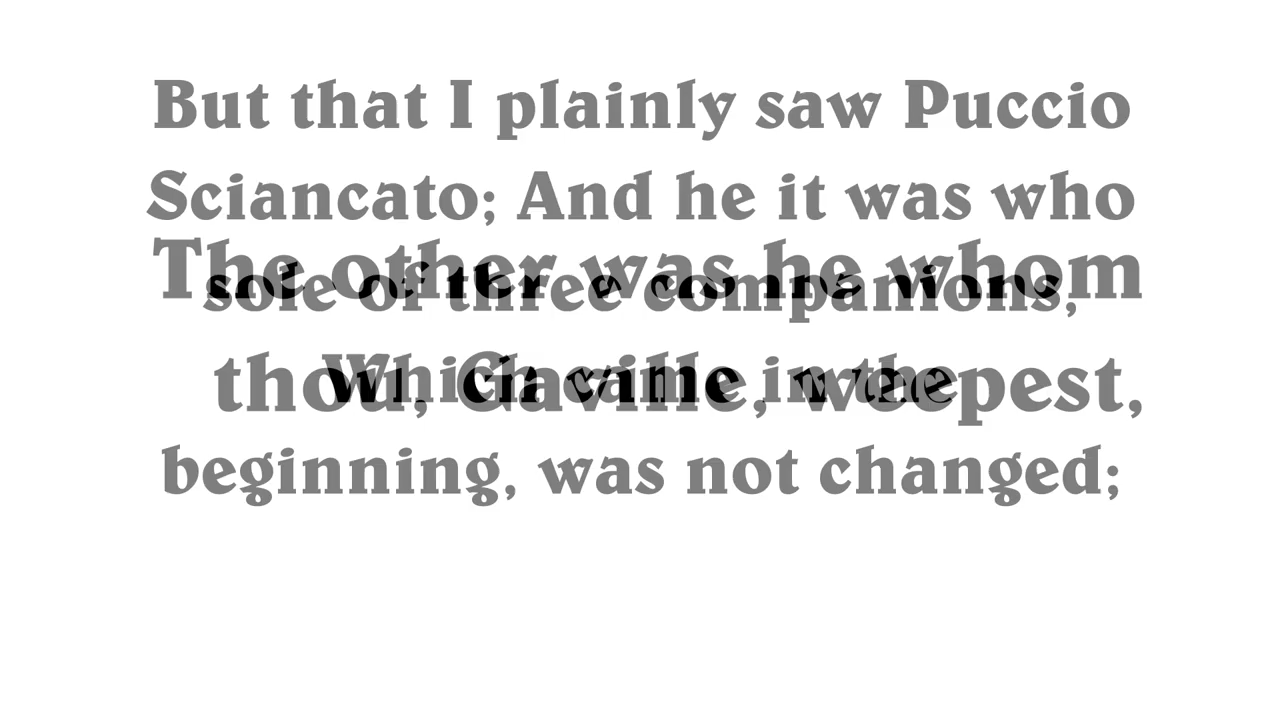 But that I plainly saw Puccio
Sciancato; And he it was who
sole of three companions,
Which came in the
beginning, was not changed;
The other was he whom
thou, Gaville, weepest,